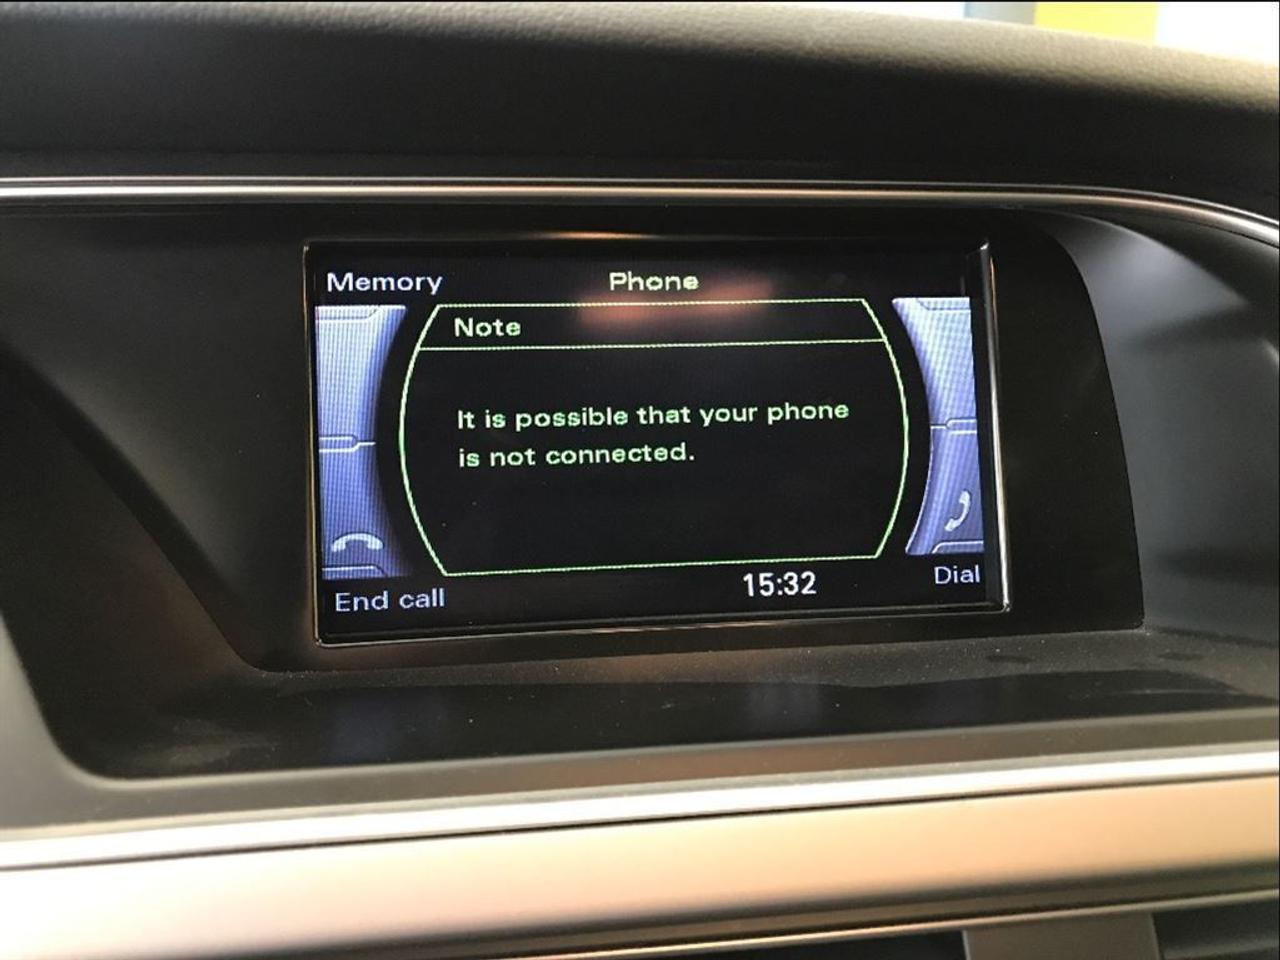 Memory
Phone
Note
It is possible that your phone
is not connected.
End call
15:32
Dial